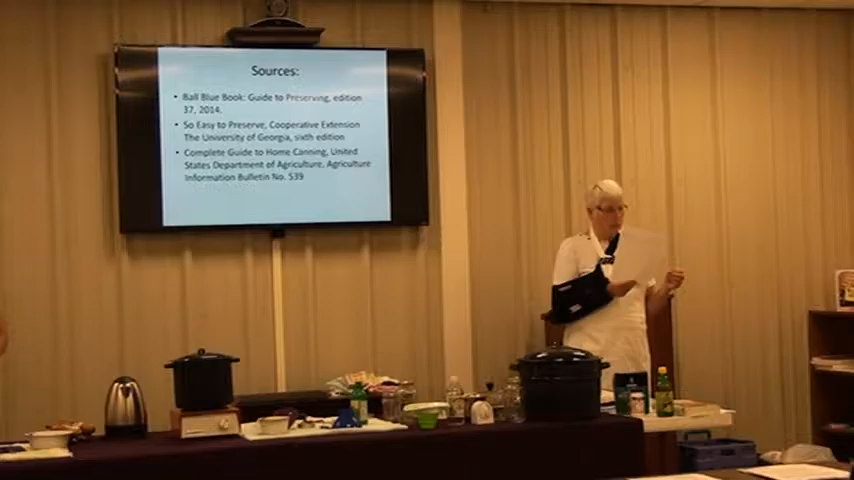 Sources:
• Ball Blue Book: Guide to Preserving, edition
37, 2014.
• So Easy to Preserve, Cooperative Extension
The University of Georgia, sixth edition
• Complete Guide to Home Canning, United
States Department of Agriculture, Agriculture
Information Bulletin No. 539